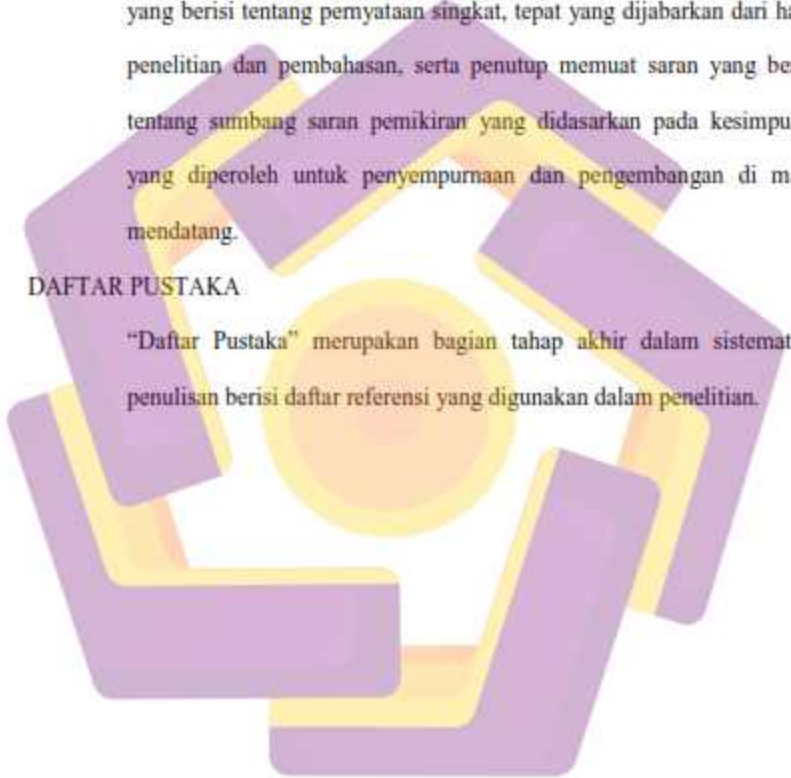 yang berisi tentang pernyataan singkat, tepat yang dijabarkan dari ha
penelitian dan pembahasan, serta penutup memuat saran yang ber
tentang sumbang saran pemikiran yang didasarkan pada kesimpu
yang diperoleh untuk penyempurnaan dan pengembangan di m
mendatang.
DAFTAR PUSTAKA
“Daftar Pustaka” merupakan bagian tahap akhir dalam sistemat
penulisan berisi daftar referensi yang digunakan dalam penelitian.